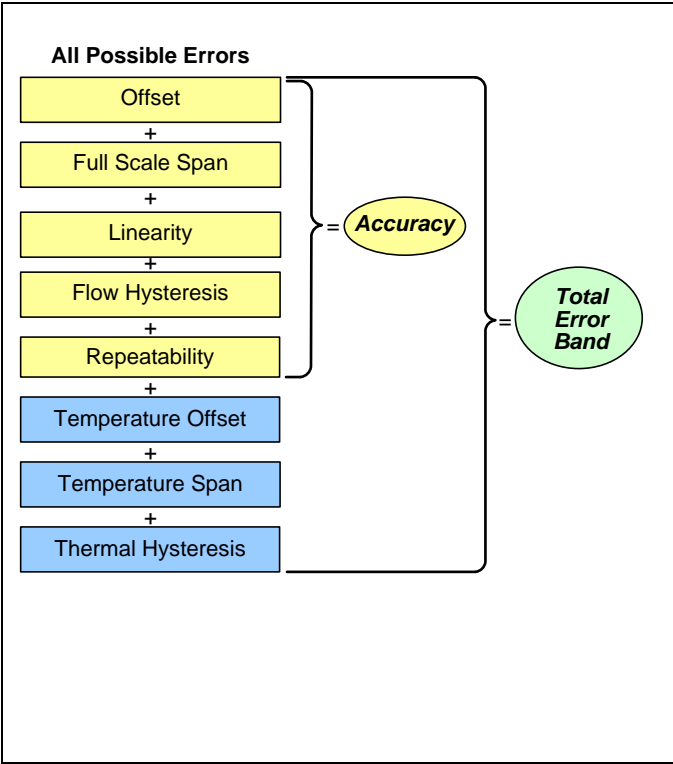 All Possible Errors
Offset
+
Full Scale Span
+
Linearity
+
Flow Hysteresis
+
Repeatability
+
Temperature Offset
+
Temperature Span
+
Thermal Hysteresis
= Accuracy
= Total
Error
Band